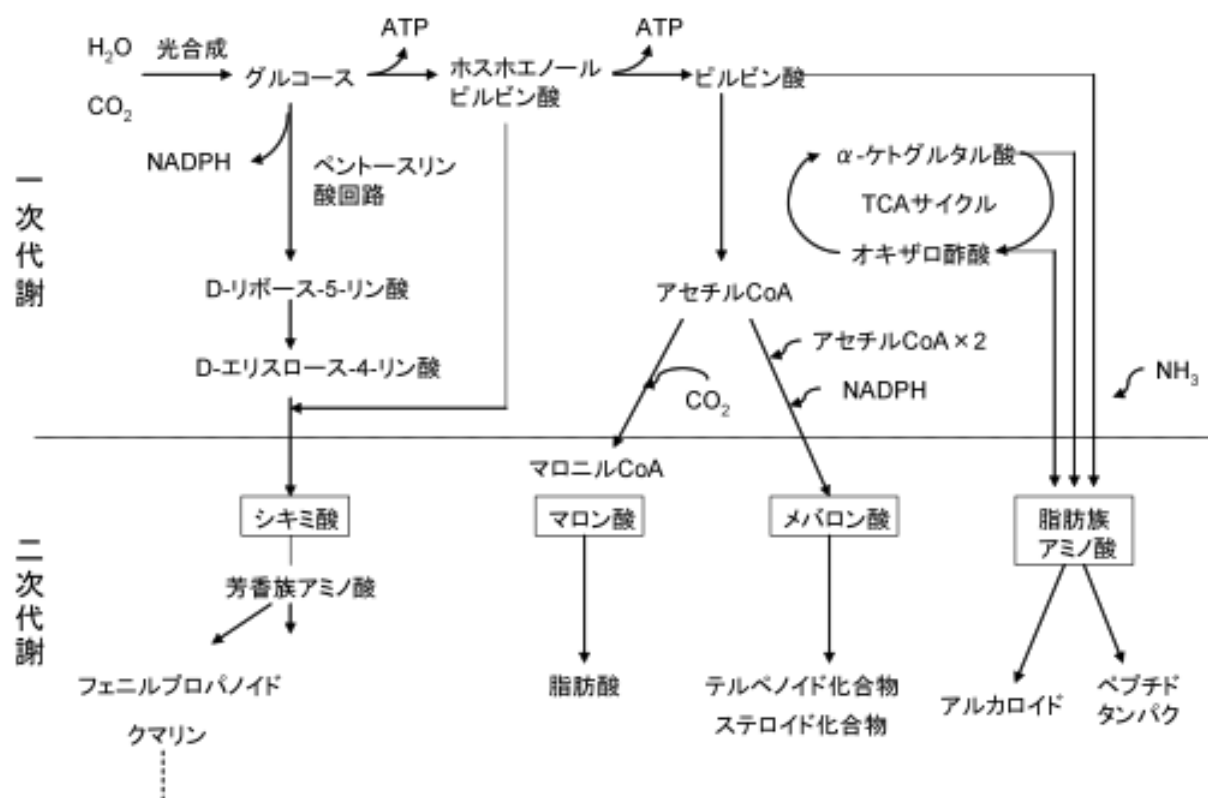 ATP
ATP
H₂O
光合成
グルコース
ホスホエノール
ピルビン酸
ピルビン酸
CO₂
NADPH
ペントースリン
酸回路
α-ケトグルタル酸
TCAサイクル
オキザロ酢酸
一次代謝
D-リボース-5-リン酸
アセチルCoA
D-エリスロース-4-リン酸
アセチルCoA×2
CO₂
NADPH
NH₃
マロニルCoA
シキミ酸
マロン酸
メバロン酸
脂肪族
アミノ酸
二次代謝
芳香族アミノ酸
フェニルプロパノイド
クマリン
脂肪酸
テルペノイド化合物
ステロイド化合物
アルカロイド
ペプチド
タンパク